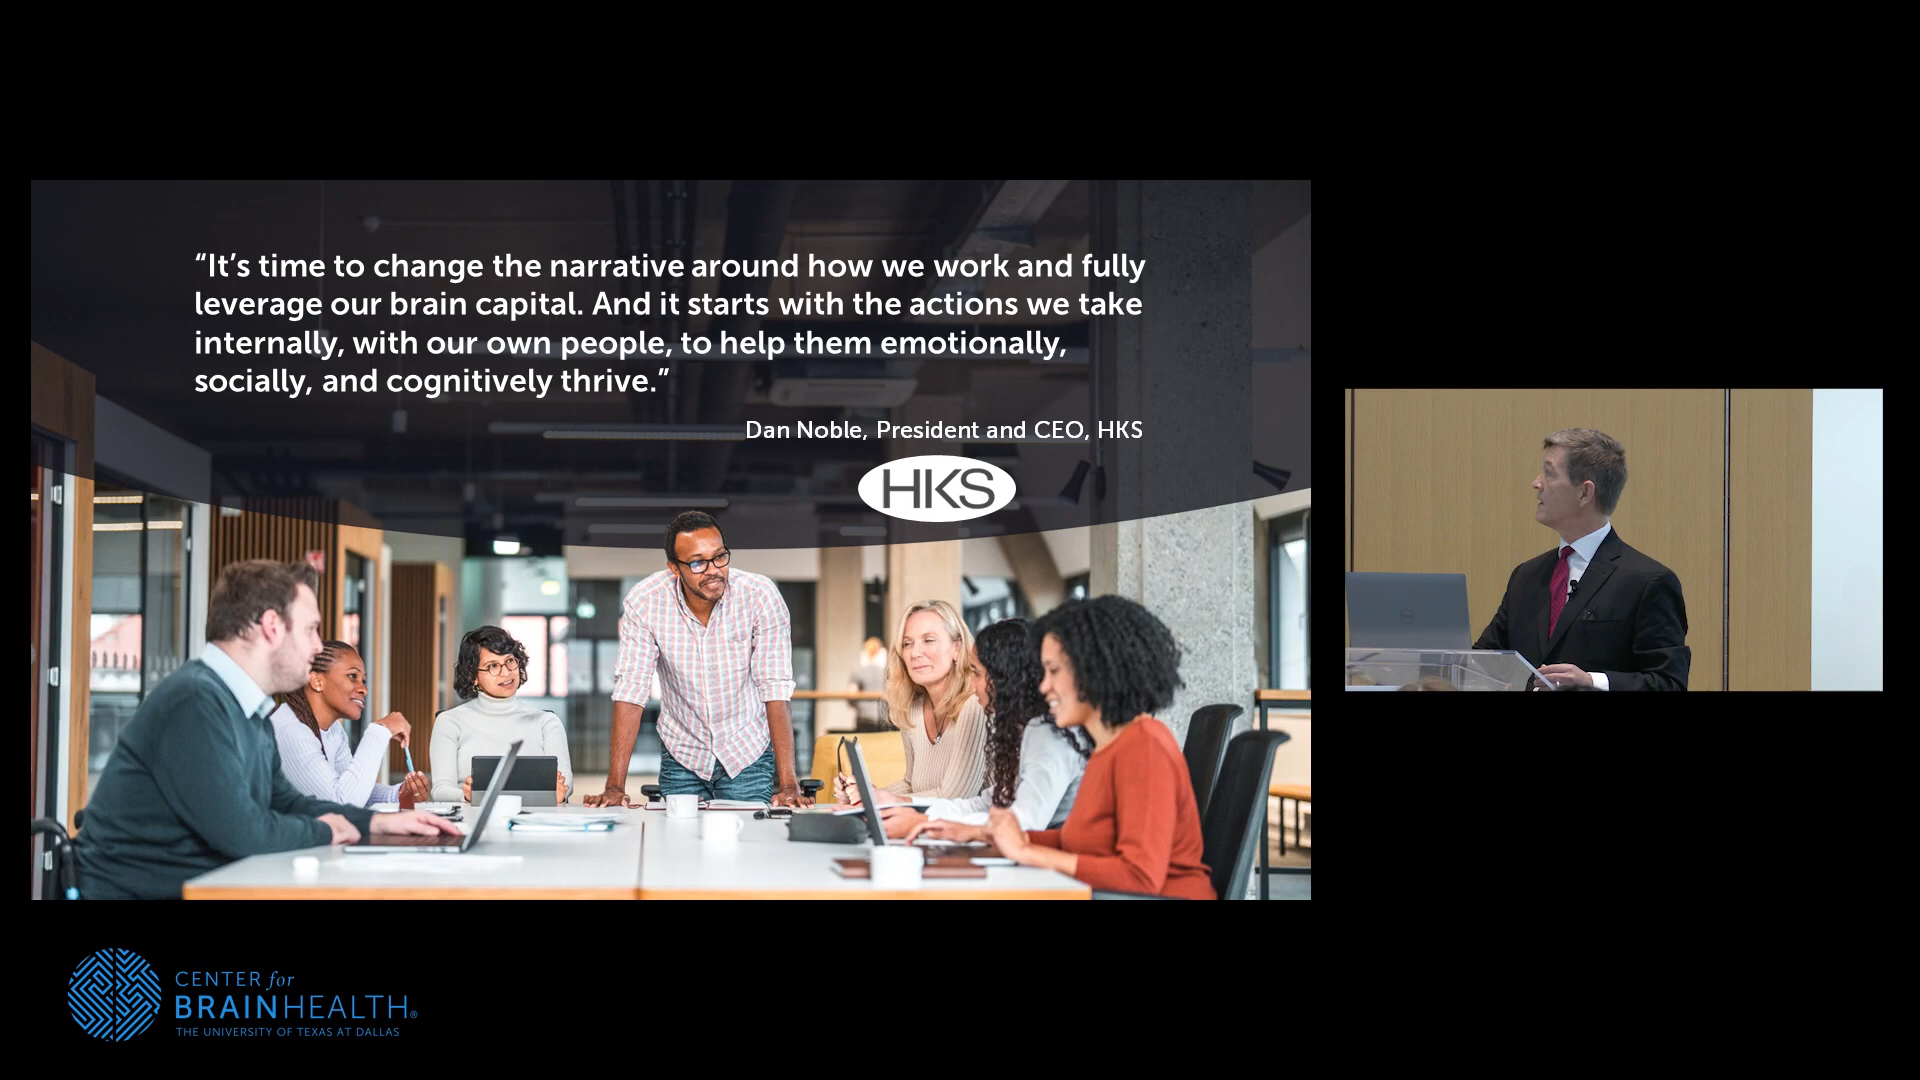 “It’s time to change the narrative around how we work and fully
leverage our brain capital. And it starts with the actions we take
internally, with our own people, to help them emotionally,
socially, and cognitively thrive.”
Dan Noble, President and CEO, HKS
HKS
CENTER for
BRAINHEALTH®
THE UNIVERSITY OF TEXAS AT DALLAS